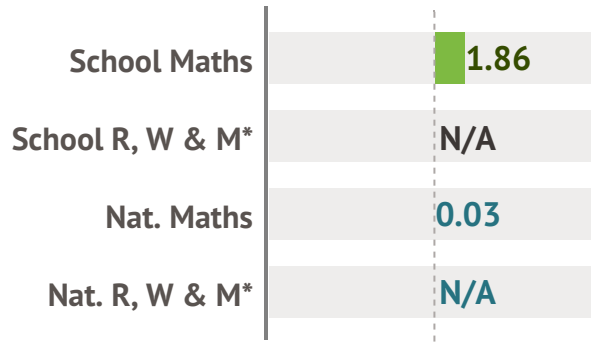 School Maths 1.86
School R, W & M* N/A
Nat. Maths 0.03
Nat. R, W & M* N/A